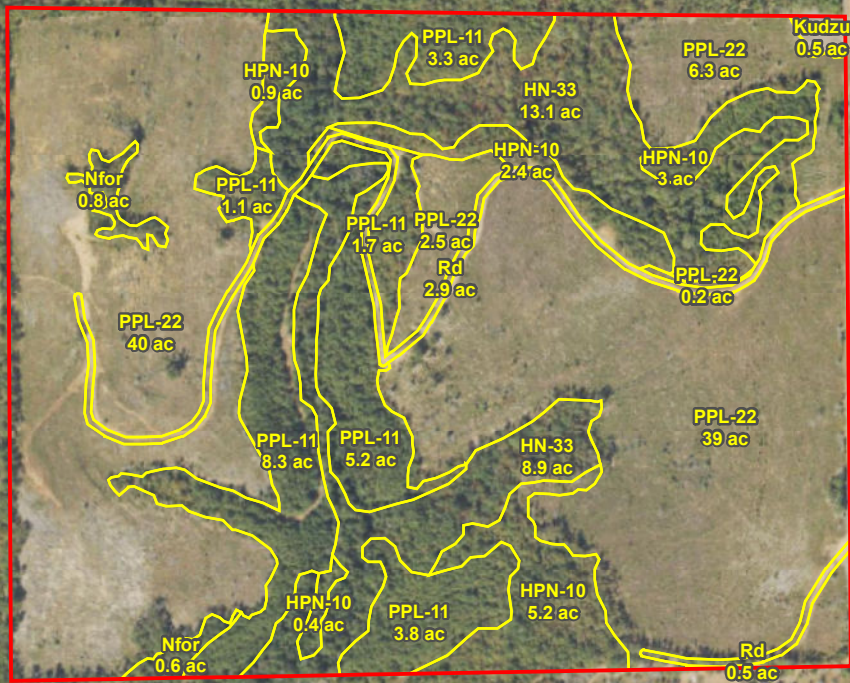 Kudzu
0.5 ac
PPL-11
3.3 ac
PPL-22
6.3 ac
HPN-10
0.9 ac
HN-33
13.1 ac
HPN-10
2.4 ac
HPN-10
3 ac
Nfor
0.8 ac
PPL-11
1.1 ac
PPL-11
1.7 ac
PPL-22
2.5 ac
Rd
2.9 ac
PPL-22
0.2 ac
PPL-22
40 ac
PPL-22
39 ac
PPL-11
8.3 ac
PPL-11
5.2 ac
HN-33
8.9 ac
HPN-10
0.4 ac
PPL-11
3.8 ac
HPN-10
5.2 ac
Nfor
0.6 ac
Rd
0.5 ac